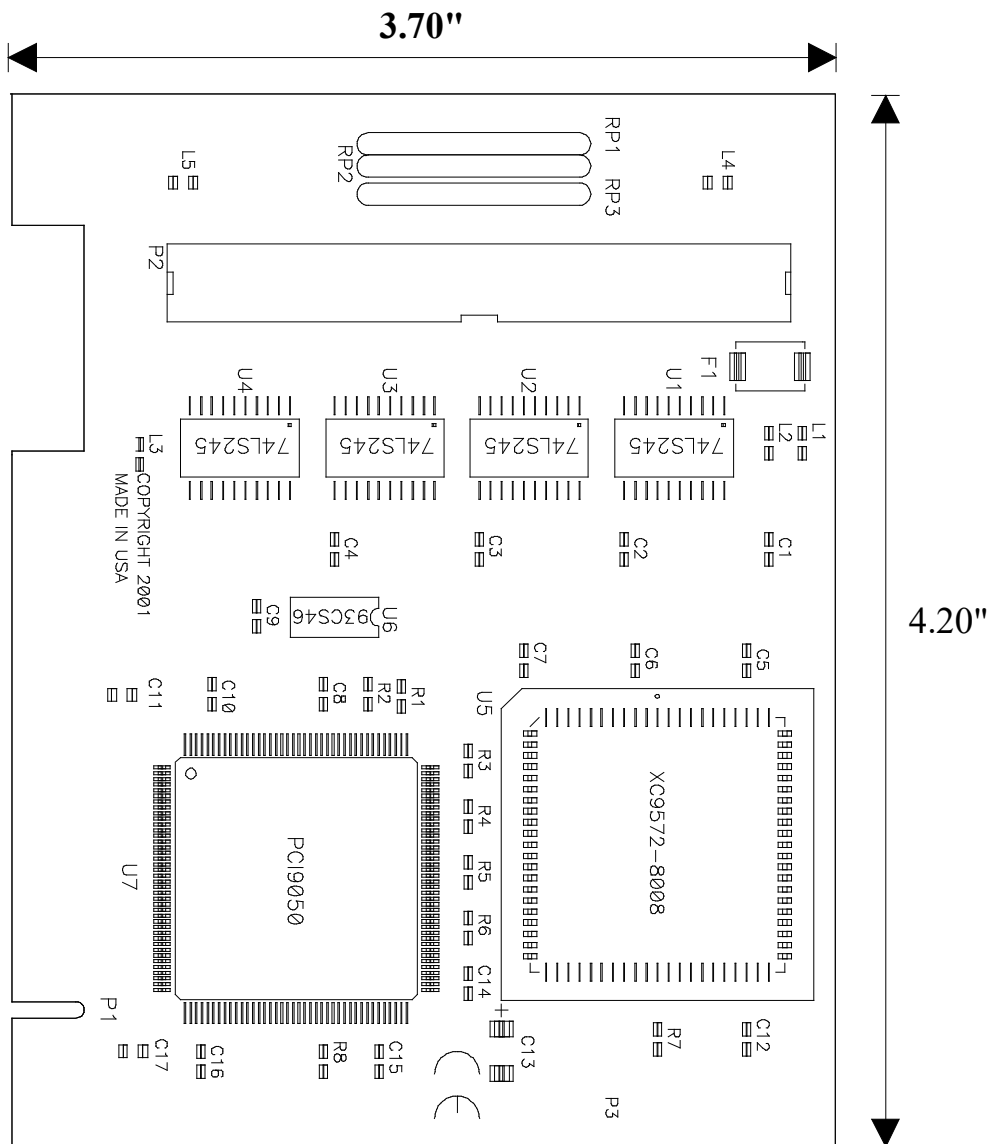 3.70"
RP1
RP2
RP3
L5
L4
P2
F1
U4
U3
U2
U1
74LS245
74LS245
74LS245
74LS245
L3
L2
L1
COPYRIGHT 2001
MADE IN USA
C4
C3
C2
C1
C9
93CS46
U6
4.20"
C7
C6
C5
C11
C10
C8
R2
R1
U5
R3
R4
R5
R6
C14
XC9572-8008
PCI9050
U7
P1
+
C17
C16
R8
C15
C13
R7
C12
P3